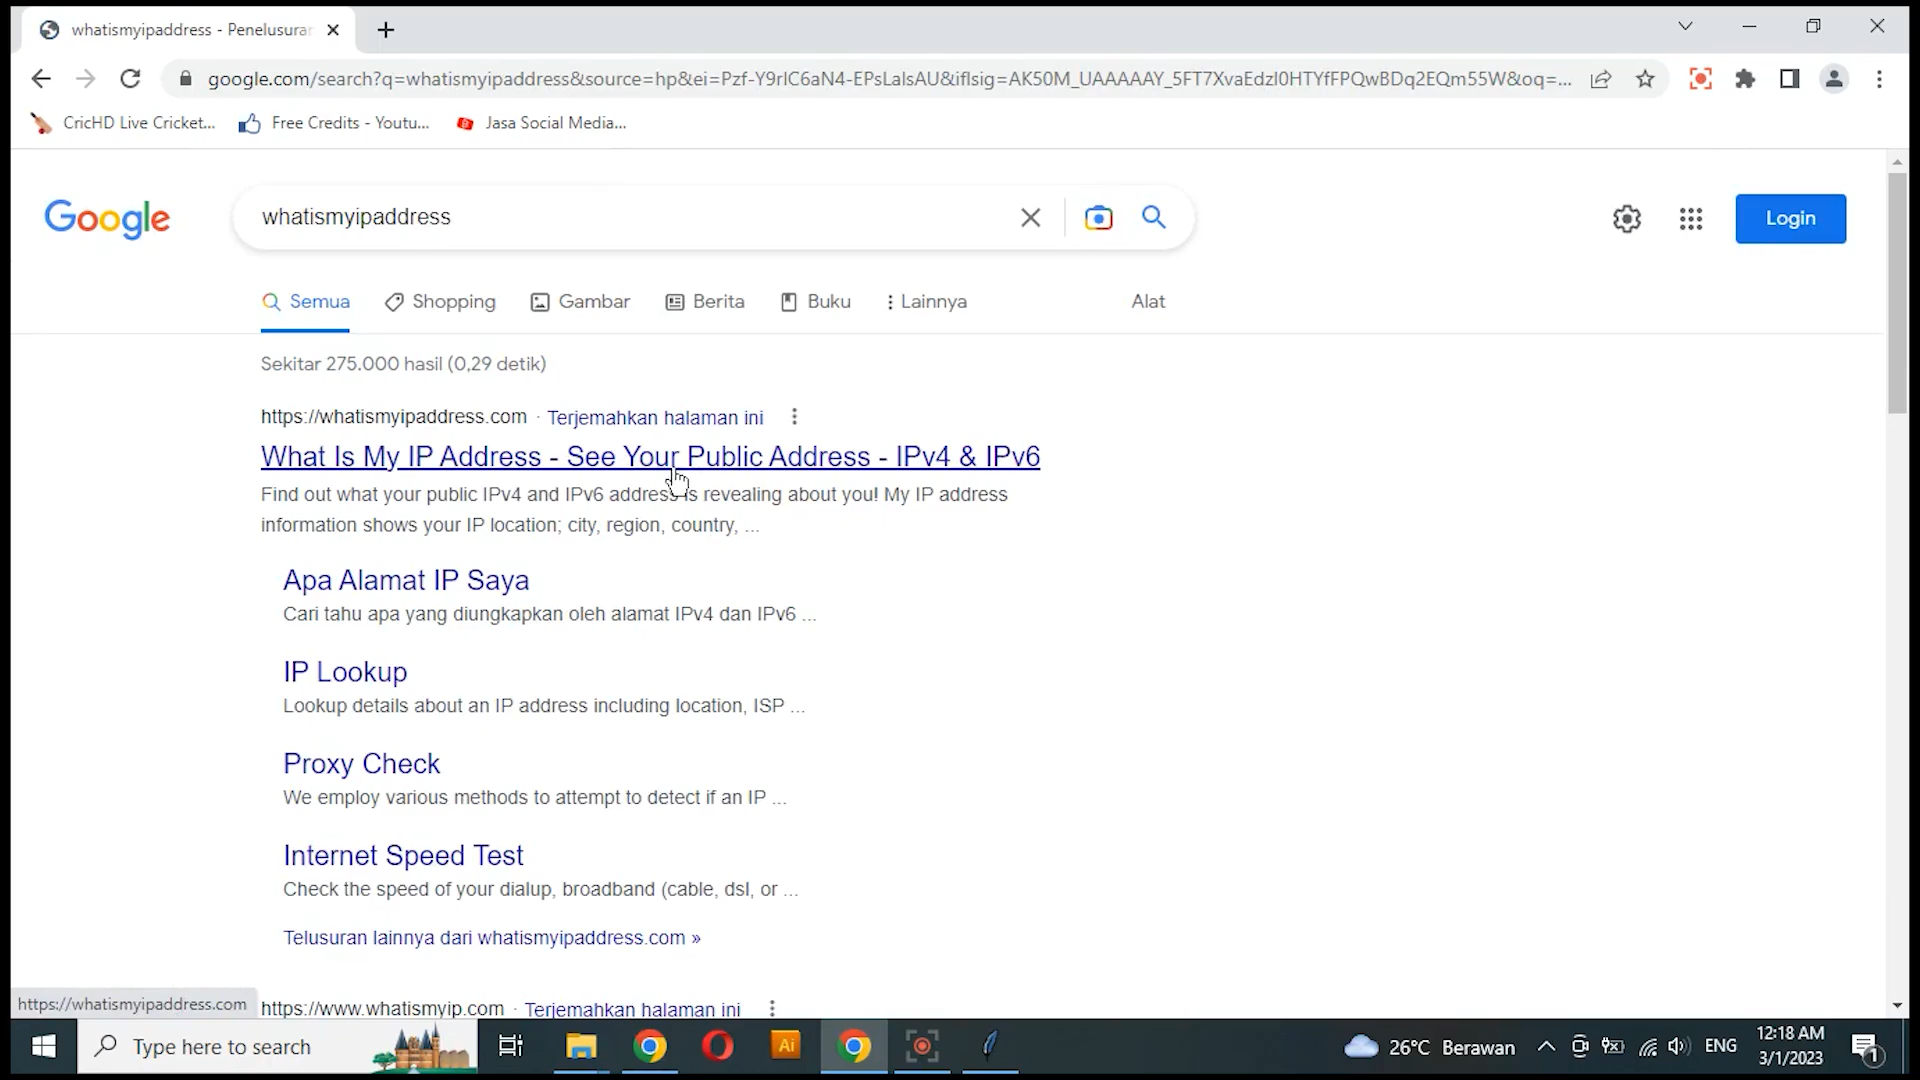 whatismyipaddress - Penelusuran
google.com/search?q=whatismyipaddress&source=hp&ei=Pzf-Y9rIC6aN4-EPsLalsAU&iflsig=AK50M_UAAAAAY_5FT7XvaEdzl0HTYfFPQwBDq2EQm55W&oq=...
CricHD Live Cricket...
Free Credits - Youtu...
Jasa Social Media...
Google
whatismyipaddress
Login
Semua
Shopping
Gambar
Berita
Buku
Lainnya
Alat
Sekitar 275.000 hasil (0,29 detik)
https://whatismyipaddress.com · Terjemahkan halaman ini
What Is My IP Address - See Your Public Address - IPv4 & IPv6
Find out what your public IPv4 and IPv6 address is revealing about you! My IP address
information shows your IP location; city, region, country, ...
Apa Alamat IP Saya
Cari tahu apa yang diungkapkan oleh alamat IPv4 dan IPv6 ...
IP Lookup
Lookup details about an IP address including location, ISP ...
Proxy Check
We employ various methods to attempt to detect if an IP ...
Internet Speed Test
Check the speed of your dialup, broadband (cable, dsl, or ...
Telusuran lainnya dari whatismyipaddress.com »
https://whatismyipaddress.com
https://www.whatismyip.com · Terjemahkan halaman ini
Type here to search
Ai
26°C Berawan
ENG
12:18 AM
3/1/2023
1